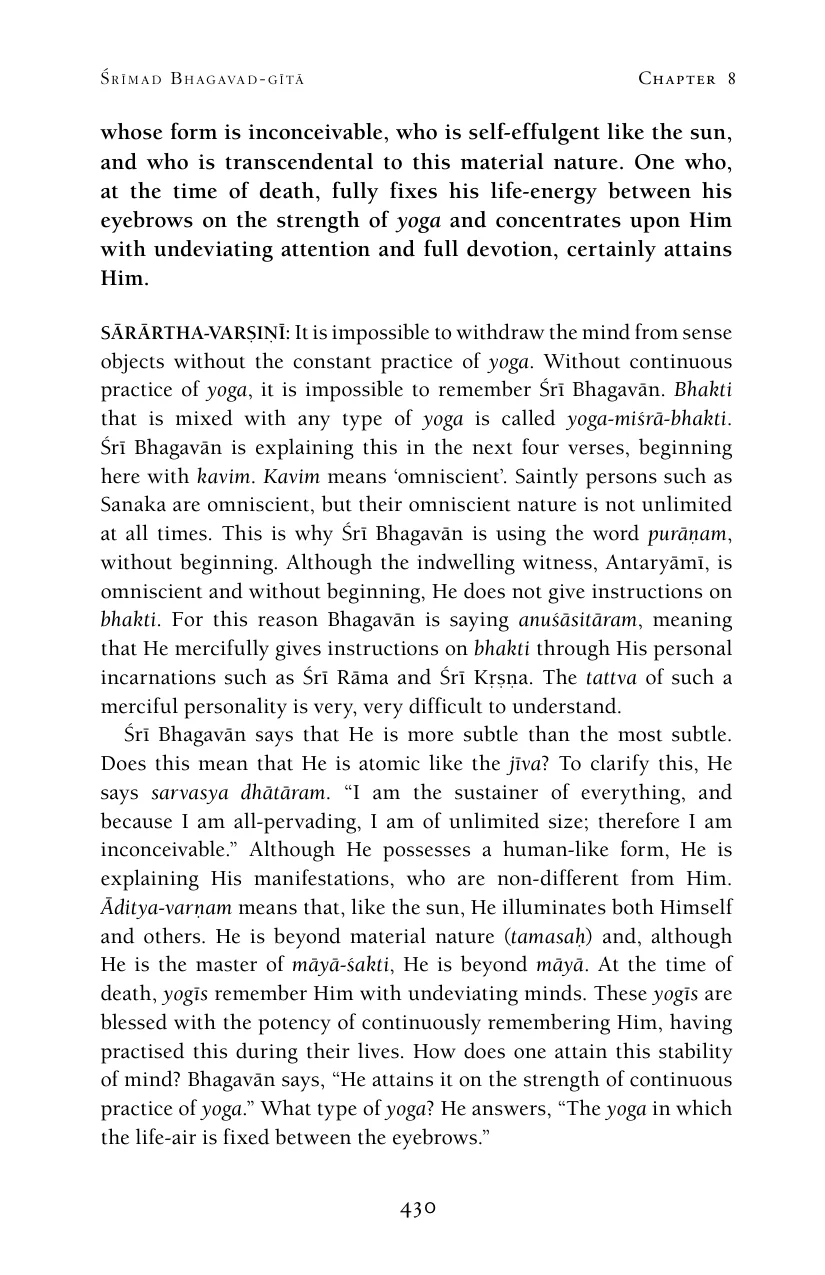 Śrīmad Bhagavad-gītā Chapter 8
whose form is inconceivable, who is self-effulgent like the sun,
and who is transcendental to this material nature. One who,
at the time of death, fully fixes his life-energy between his
eyebrows on the strength of yoga and concentrates upon Him
with undeviating attention and full devotion, certainly attains
Him.
SĀRĀRTHA-VARṢIṆĪ: It is impossible to withdraw the mind from sense
objects without the constant practice of yoga. Without continuous
practice of yoga, it is impossible to remember Śrī Bhagavān. Bhakti
that is mixed with any type of yoga is called yoga-miśrā-bhakti.
Śrī Bhagavān is explaining this in the next four verses, beginning
here with kavim. Kavim means ‘omniscient’. Saintly persons such as
Sanaka are omniscient, but their omniscient nature is not unlimited
at all times. This is why Śrī Bhagavān is using the word purāṇam,
without beginning. Although the indwelling witness, Antaryāmī, is
omniscient and without beginning, He does not give instructions on
bhakti. For this reason Bhagavān is saying anuśāsitāram, meaning
that He mercifully gives instructions on bhakti through His personal
incarnations such as Śrī Rāma and Śrī Kṛṣṇa. The tattva of such a
merciful personality is very, very difficult to understand.
Śrī Bhagavān says that He is more subtle than the most subtle.
Does this mean that He is atomic like the jīva? To clarify this, He
says sarvasya dhātāram. “I am the sustainer of everything, and
because I am all-pervading, I am of unlimited size; therefore I am
inconceivable.” Although He possesses a human-like form, He is
explaining His manifestations, who are non-different from Him.
Āditya-varṇam means that, like the sun, He illuminates both Himself
and others. He is beyond material nature (tamasaḥ) and, although
He is the master of māyā-śakti, He is beyond māyā. At the time of
death, yogīs remember Him with undeviating minds. These yogīs are
blessed with the potency of continuously remembering Him, having
practised this during their lives. How does one attain this stability
of mind? Bhagavān says, “He attains it on the strength of continuous
practice of yoga.” What type of yoga? He answers, “The yoga in which
the life-air is fixed between the eyebrows.”
430